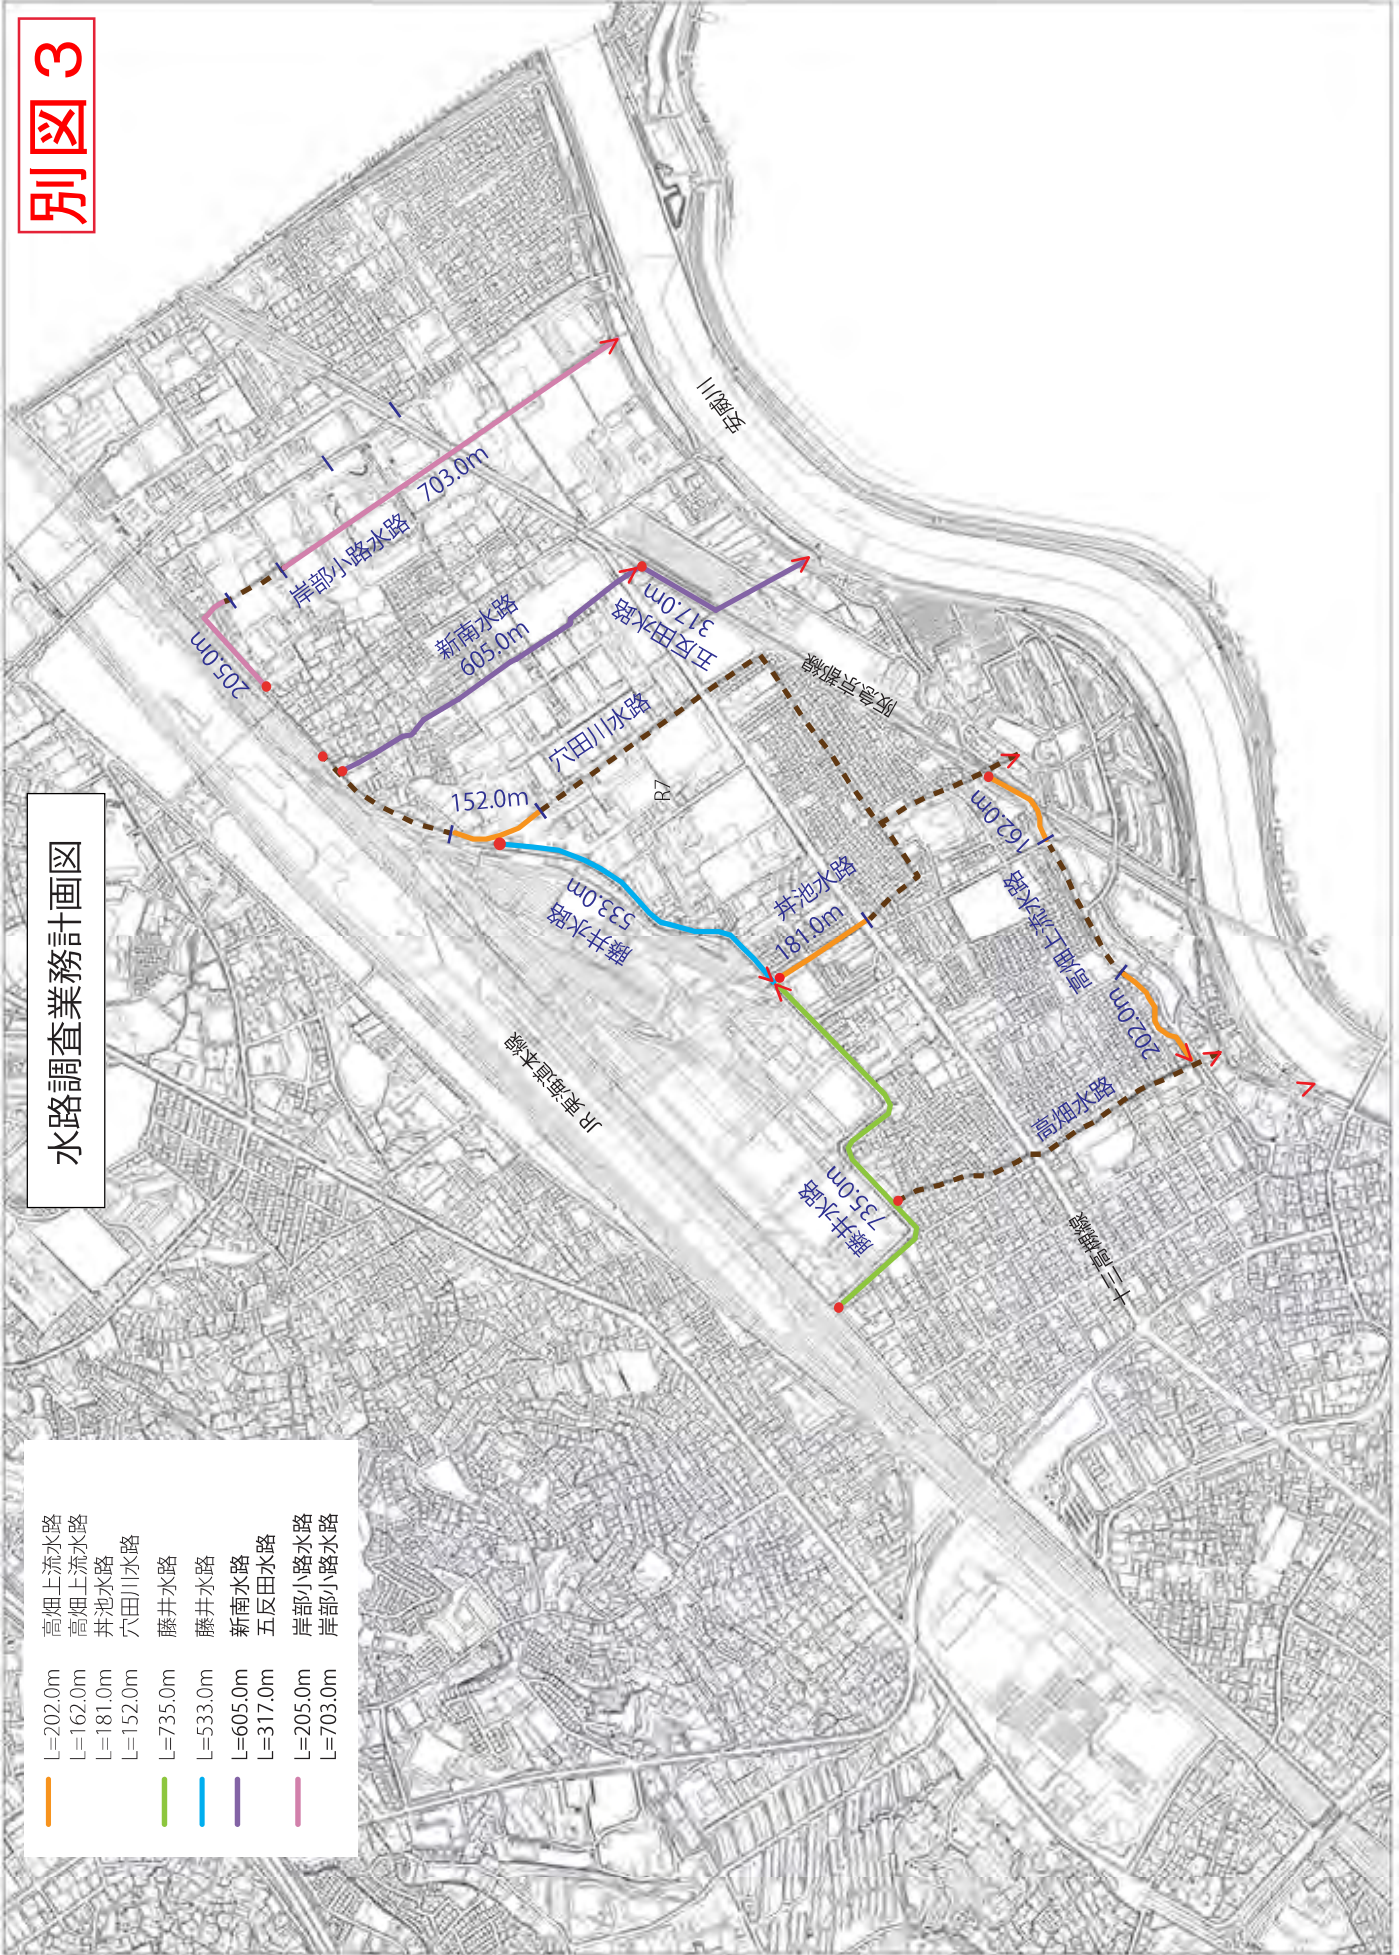 別図 3
水路調査業務計画図
L=202.0m 高畑上流水路
L=162.0m 高畑上流水路
L=181.0m 丼池水路
L=152.0m 穴田川水路
L=735.0m 藤井水路
L=533.0m 藤井水路
L=605.0m 新南水路
L=317.0m 五反田水路
L=205.0m 岸部小路水路
L=703.0m 岸部小路水路
205.0m
岸部小路水路
703.0m
安威川
新南水路
605.0m
五反田水路
317.0m
穴田川水路
152.0m
R7
阪急京都線
藤井水路
533.0m
丼池水路
181.0m
162.0m
高畑上流水路
202.0m
高畑水路
JR 東海道本線
藤井水路
735.0m
十三高槻線